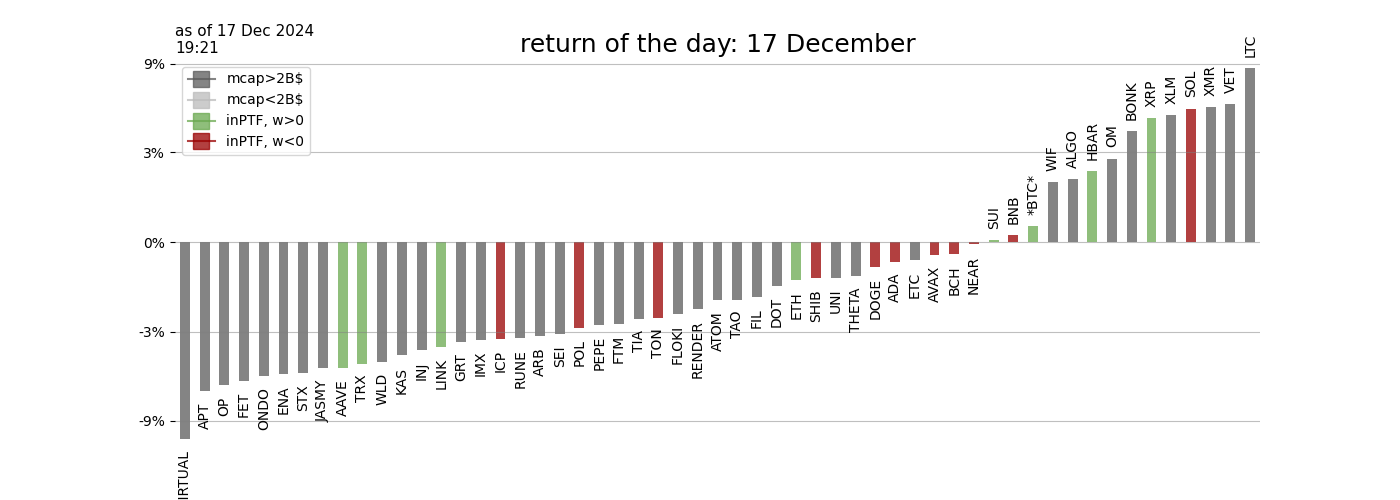 as of 17 Dec 2024
19:21
return of the day: 17 December
9%
3%
0%
-3%
-9%
mcap>2B$
mcap<2B$
inPTF, w>0
inPTF, w<0
IRTUAL
APT
OP
FET
ONDO
ENA
STX
JASMY
AAVE
TRX
WLD
KAS
INJ
LINK
GRT
IMX
ICP
RUNE
ARB
SEI
POL
PEPE
FTM
TIA
TON
FLOKI
RENDER
ATOM
TAO
FIL
DOT
ETH
SHIB
UNI
THETA
DOGE
ADA
ETC
AVAX
BCH
NEAR
SUI
BNB
*BTC*
WIF
ALGO
HBAR
OM
BONK
XRP
XLM
SOL
XMR
VET
LTC